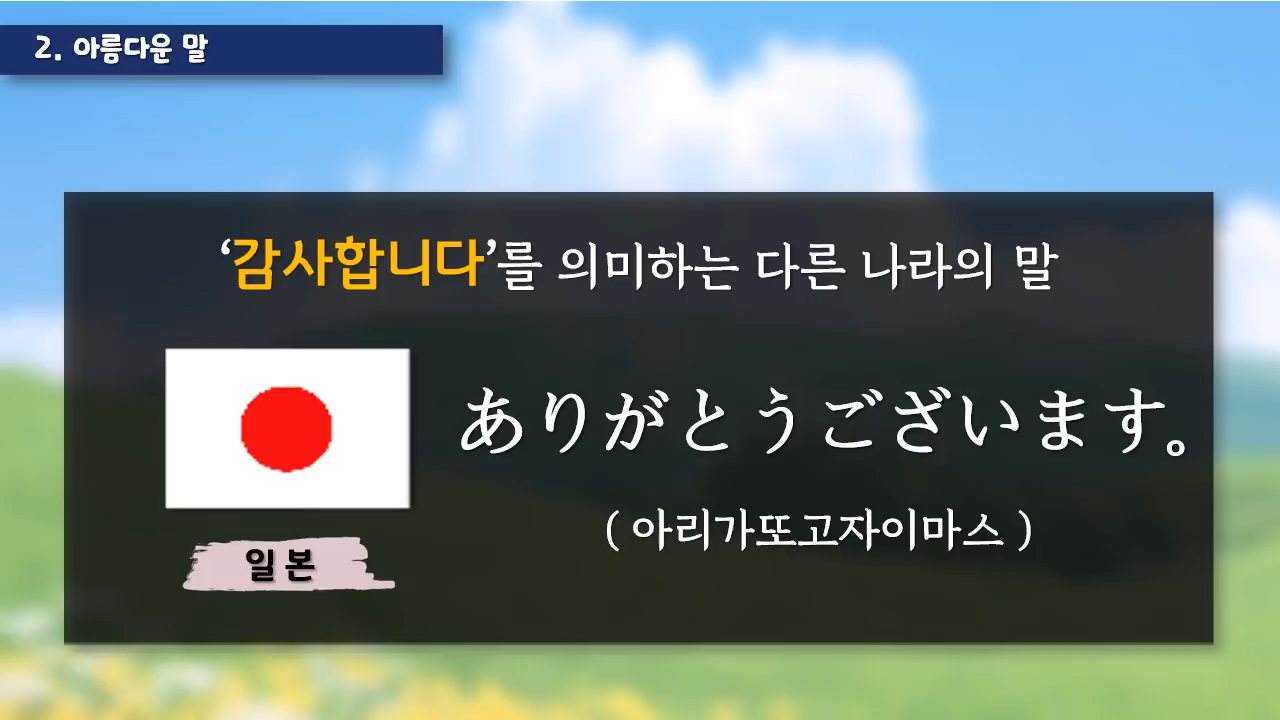 2. 아름다운 말
‘감사합니다’를 의미하는 다른 나라의 말
ありがとうございます。
( 아리가또고자이마스 )
일본